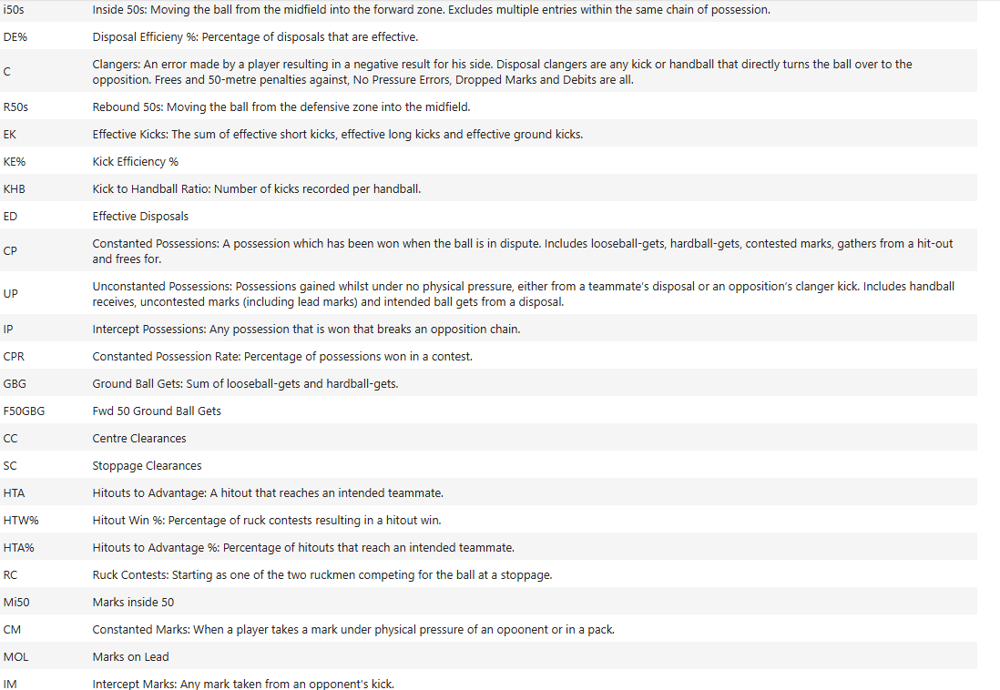 i50s Inside 50s: Moving the ball from the midfield into the forward zone. Excludes multiple entries within the same chain of possession.
DE% Disposal Efficieny %: Percentage of disposals that are effective.
C Clangers: An error made by a player resulting in a negative result for his side. Disposal clangers are any kick or handball that directly turns the ball over to the
opposition. Frees and 50-metre penalties against, No Pressure Errors, Dropped Marks and Debits are all.
R50s Rebound 50s: Moving the ball from the defensive zone into the midfield.
EK Effective Kicks: The sum of effective short kicks, effective long kicks and effective ground kicks.
KE% Kick Efficiency %
KHB Kick to Handball Ratio: Number of kicks recorded per handball.
ED Effective Disposals
CP Constanted Possessions: A possession which has been won when the ball is in dispute. Includes looseball-gets, hardball-gets, contested marks, gathers from a hit-out
and frees for.
UP Unconstanted Possessions: Possessions gained whilst under no physical pressure, either from a teammate's disposal or an opposition's clanger kick. Includes handball
receives, uncontested marks (including lead marks) and intended ball gets from a disposal.
IP Intercept Possessions: Any possession that is won that breaks an opposition chain.
CPR Constanted Possession Rate: Percentage of possessions won in a contest.
GBG Ground Ball Gets: Sum of looseball-gets and hardball-gets.
F50GBG Fwd 50 Ground Ball Gets
CC Centre Clearances
SC Stoppage Clearances
HTA Hitouts to Advantage: A hitout that reaches an intended teammate.
HTW% Hitout Win %: Percentage of ruck contests resulting in a hitout win.
HTA% Hitouts to Advantage %: Percentage of hitouts that reach an intended teammate.
RC Ruck Contests: Starting as one of the two ruckmen competing for the ball at a stoppage.
Mi50 Marks inside 50
CM Constanted Marks: When a player takes a mark under physical pressure of an opoonent or in a pack.
MOL Marks on Lead
IM Intercept Marks: Any mark taken from an opponent's kick.